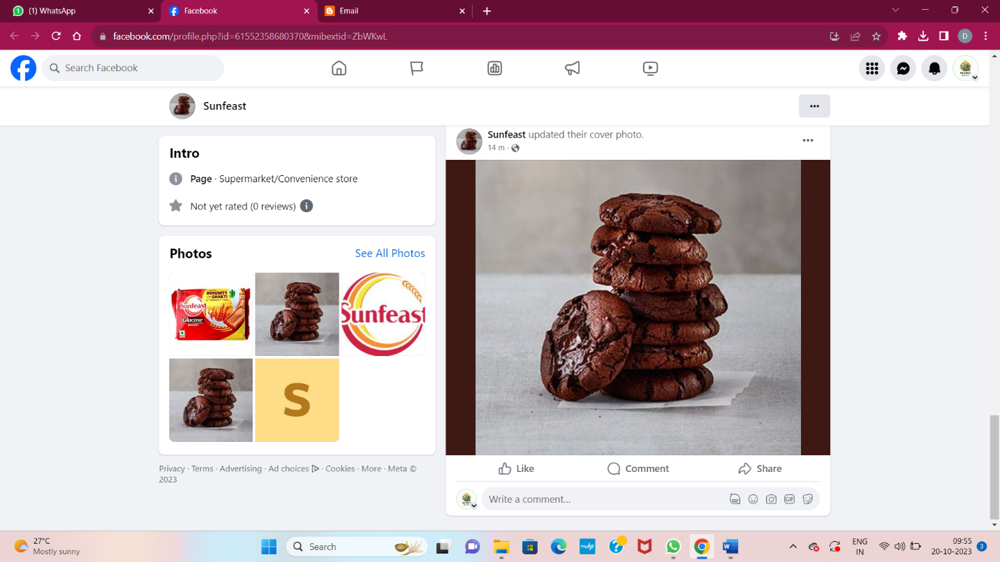 (1) WhatsApp
Facebook
Email
facebook.com/profile.php?id=61552358680370&mibextid=ZbWKwL
D
Search Facebook
Sunfeast
Intro
Page · Supermarket/Convenience store
Not yet rated (0 reviews)
Photos
See All Photos
IMMUNITY
SHAKTI
Sunfeast
Glucose
Sunfeast
S
Privacy · Terms · Advertising · Ad choices · Cookies · More · Meta ©
2023
Sunfeast updated their cover photo.
14 m ·
Like
Comment
Share
Write a comment...
GIF
27°C
Mostly sunny
Search
myhp
ENG
IN
09:55
20-10-2023
3